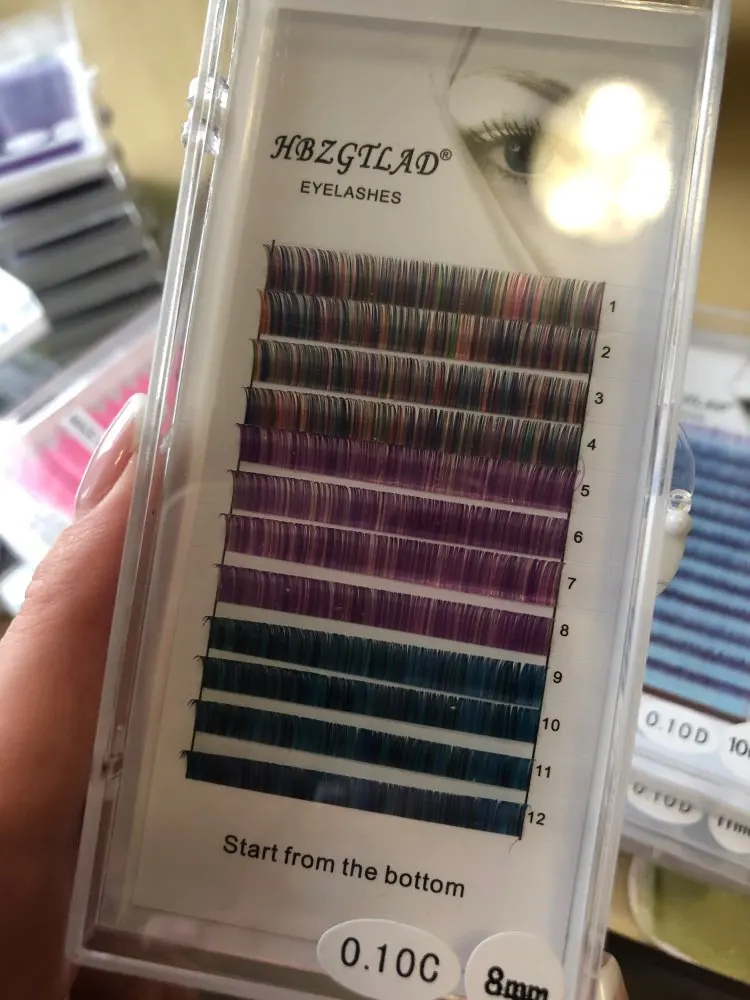 HBZGTLAD®
EYELASHES
1
2
3
4
5
6
7
8
9
10
11
12
Start from the bottom
0.10C
8mm
0.10D
0.10D
11mm